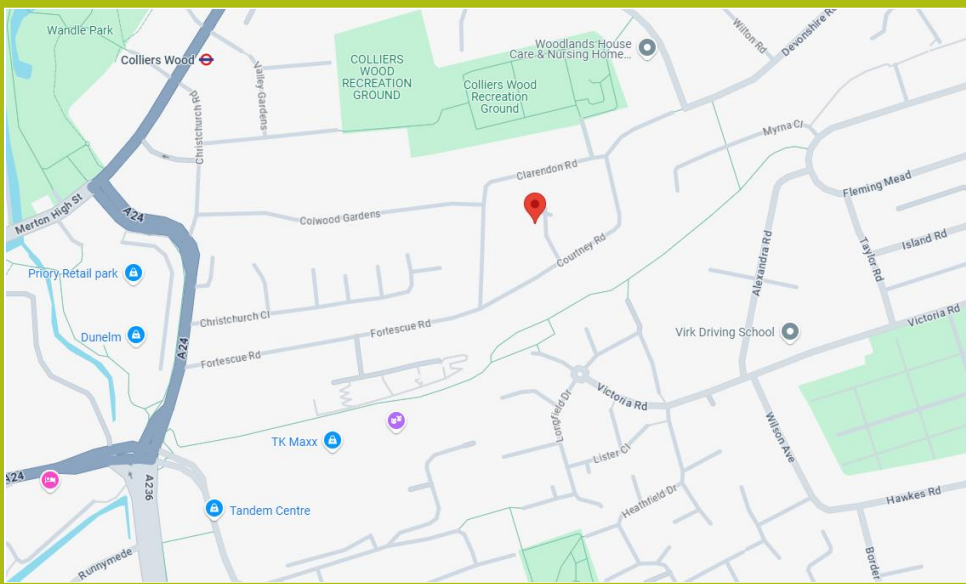 Wandle Park
Colliers Wood
Valley Gardens
Christchurch Rd
COLLIERS
WOOD
RECREATION
GROUND
Colliers Wood
Recreation
Ground
Woodlands House
Care & Nursing Home...
Wilton Rd
Devonshire Rd
Myrna Cl
Clarendon Rd
Fleming Mead
Merton High St
A24
Colwood Gardens
Courtney Rd
Alexandra Rd
Taylor Rd
Island Rd
Priory Retail park
Christchurch Cl
Fortescue Rd
Victoria Rd
Dunelm
A24
Fortescue Rd
Virk Driving School
Longfield Dr
Victoria Rd
TK Maxx
Lister Cl
Wilson Ave
A24
A236
Heathfield Dr
Hawkes Rd
Tandem Centre
Runnymede
Border